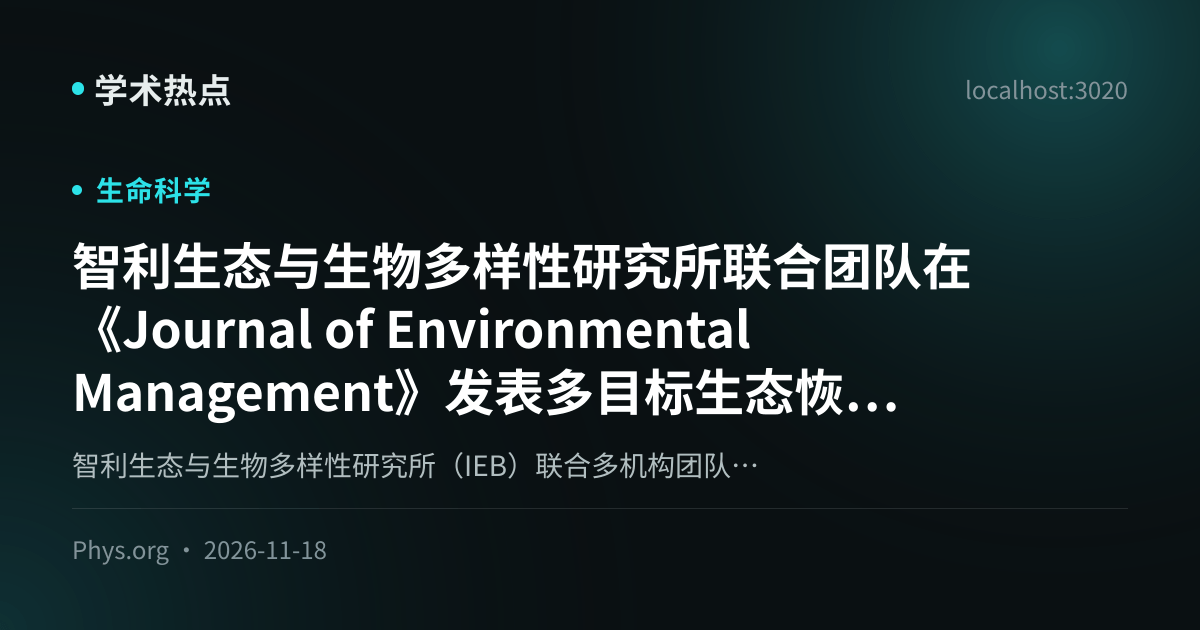 学术热点
localhost:3020
生命科学
智利生态与生物多样性研究所联合团队在
《Journal of Environmental
Management》发表多目标生态恢…
智利生态与生物多样性研究所（IEB）联合多机构团队…
Phys.org · 2026-11-18